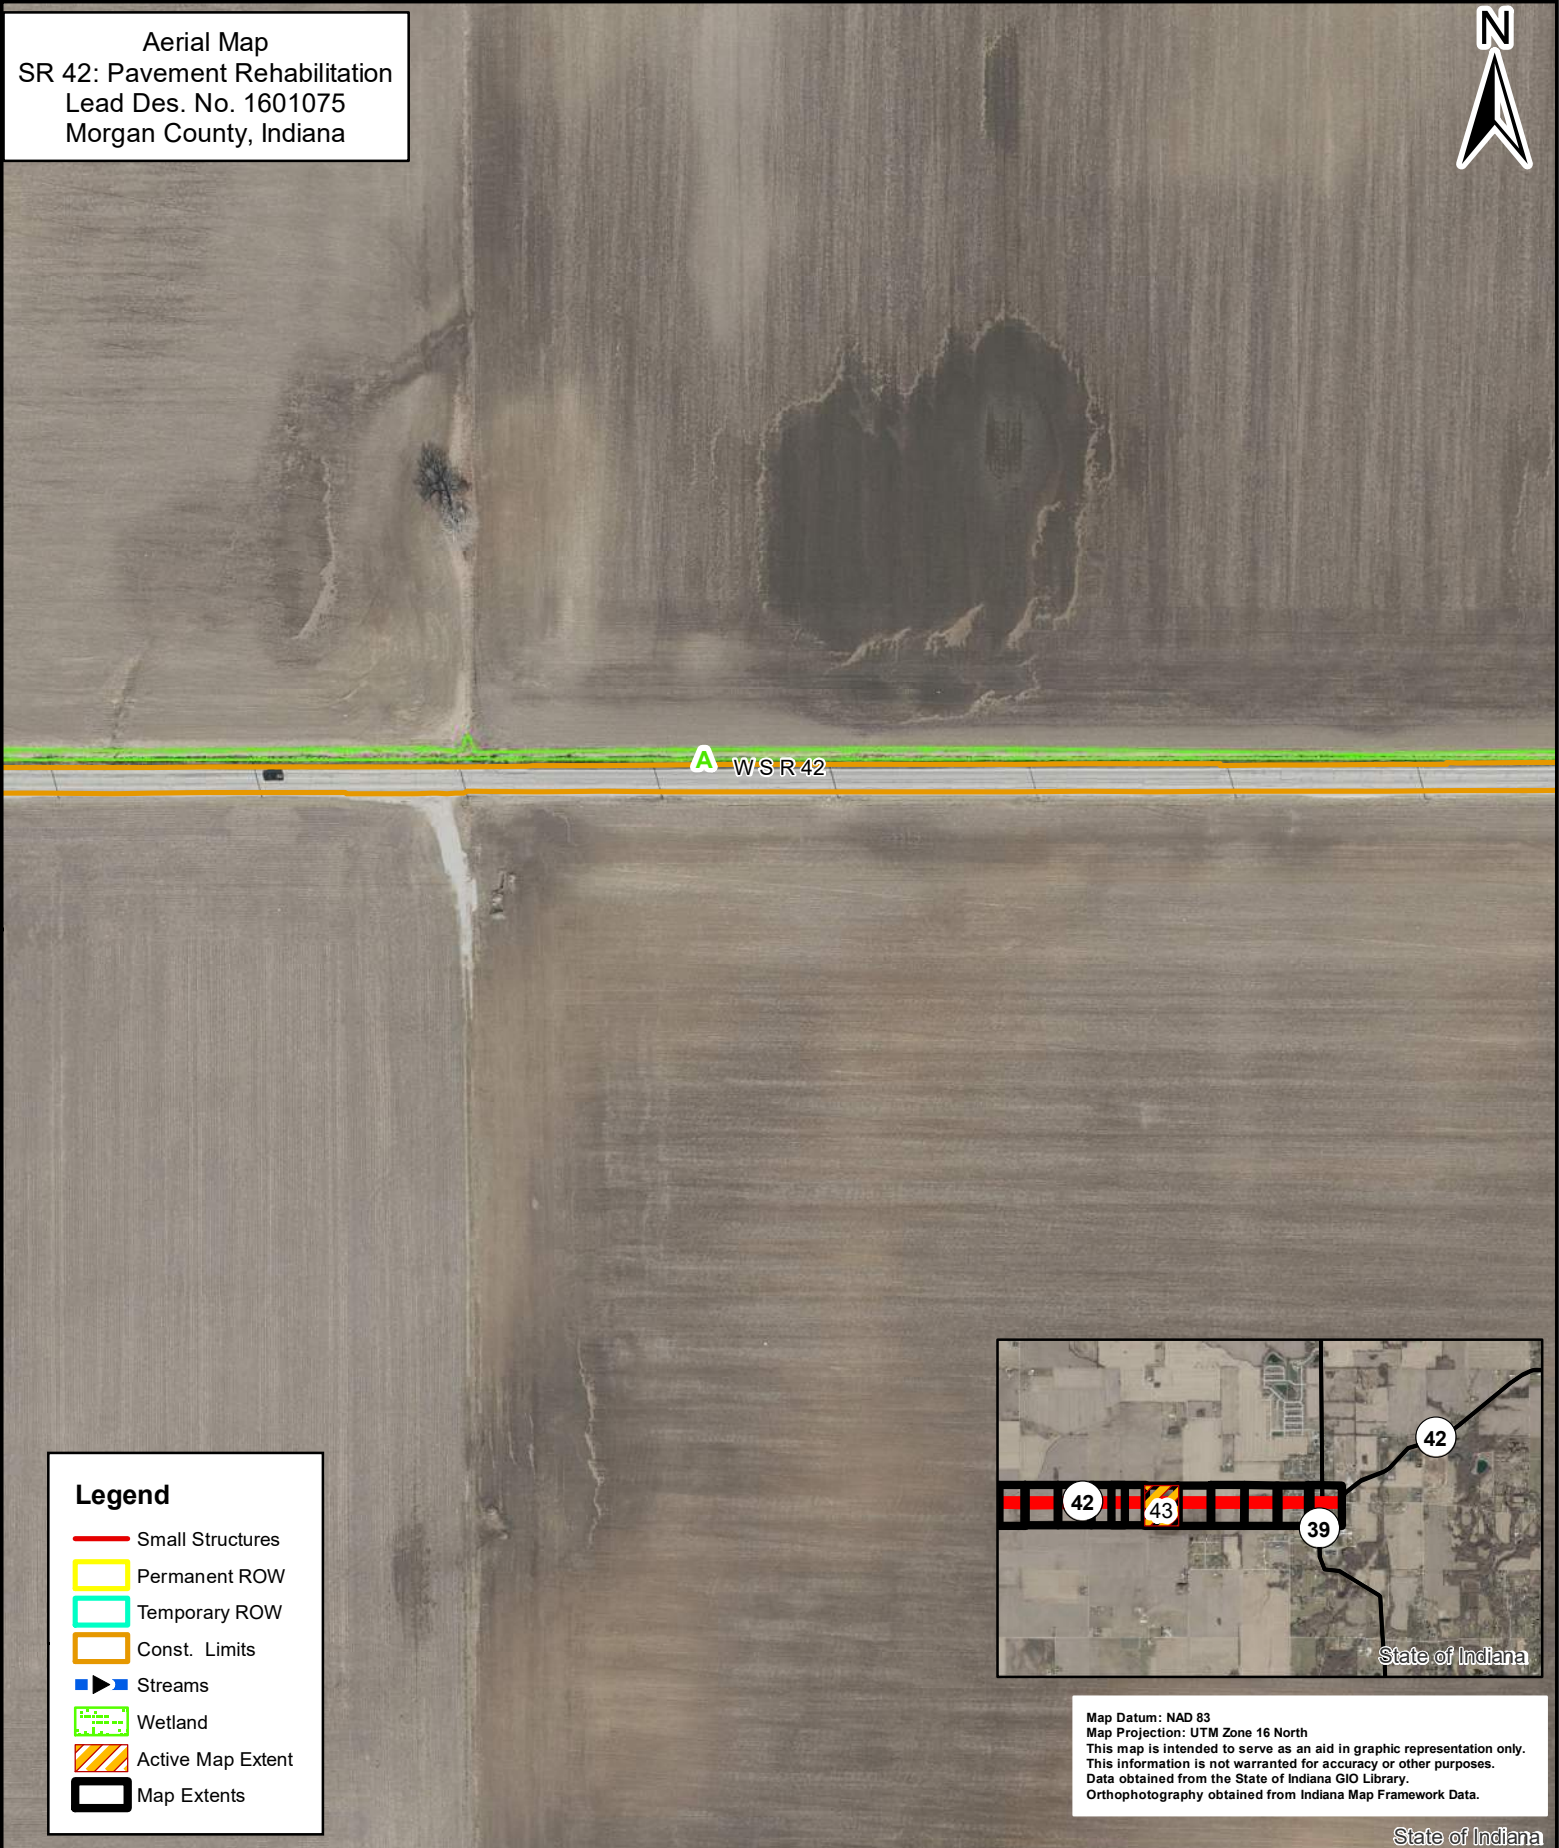 Aerial Map
SR 42: Pavement Rehabilitation
Lead Des. No. 1601075
Morgan County, Indiana
N
A
W S R 42
Legend
Small Structures
Permanent ROW
Temporary ROW
Const. Limits
Streams
Wetland
Active Map Extent
Map Extents
42
42
43
39
State of Indiana
Map Datum: NAD 83
Map Projection: UTM Zone 16 North
This map is intended to serve as an aid in graphic representation only.
This information is not warranted for accuracy or other purposes.
Data obtained from the State of Indiana GIO Library.
Orthophotography obtained from Indiana Map Framework Data.
State of Indiana